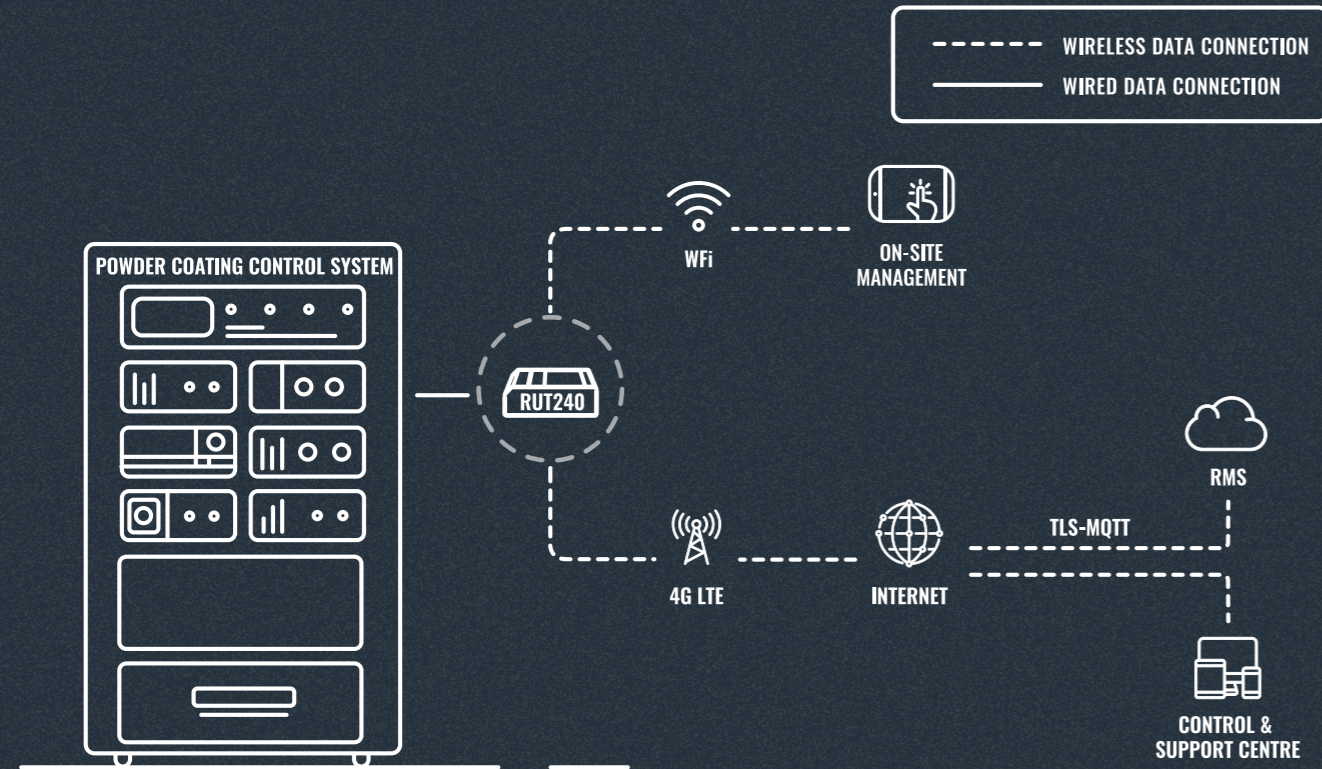 WIRELESS DATA CONNECTION
WIRED DATA CONNECTION
POWDER COATING CONTROL SYSTEM
WFi
ON-SITE
MANAGEMENT
RUT240
RMS
TLS-MQTT
4G LTE
INTERNET
CONTROL &
SUPPORT CENTRE